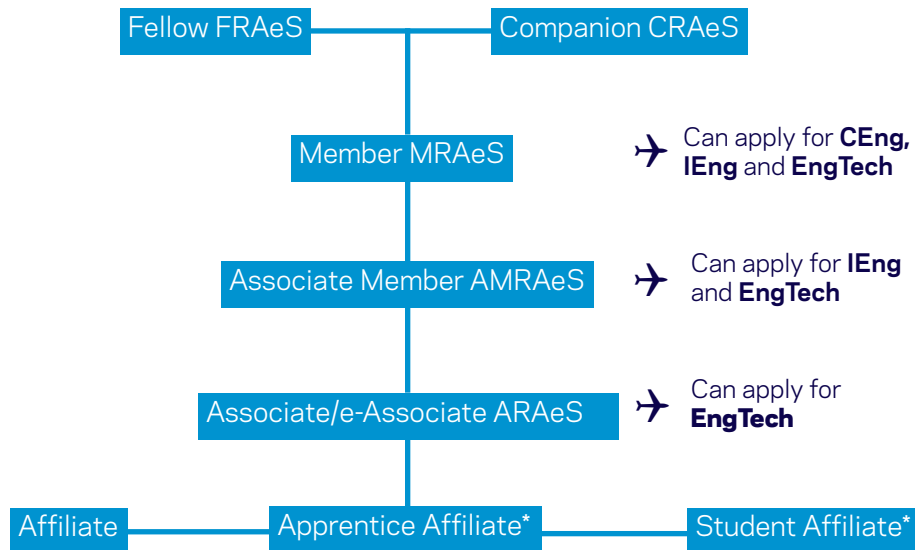 Fellow FRAeS
Companion CRAeS
Member MRAeS
Can apply for CEng,
IEng and EngTech
Associate Member AMRAeS
Can apply for IEng
and EngTech
Associate/e-Associate ARAeS
Can apply for
EngTech
Affiliate
Apprentice Affiliate*
Student Affiliate*